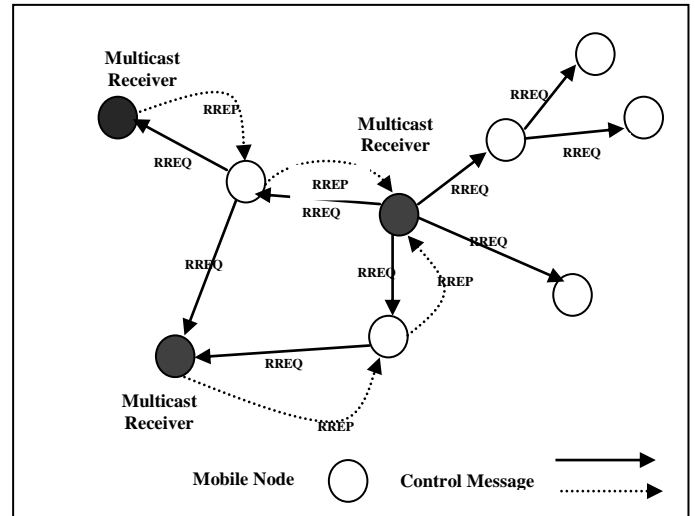 Multicast
Receiver
RREP
RREQ
Multicast
Receiver
RREQ
RREQ
RREQ
RREP
RREQ
RREQ
RREQ
RREQ
RREP
RREQ
Multicast
Receiver
RREP
Mobile Node
Control Message